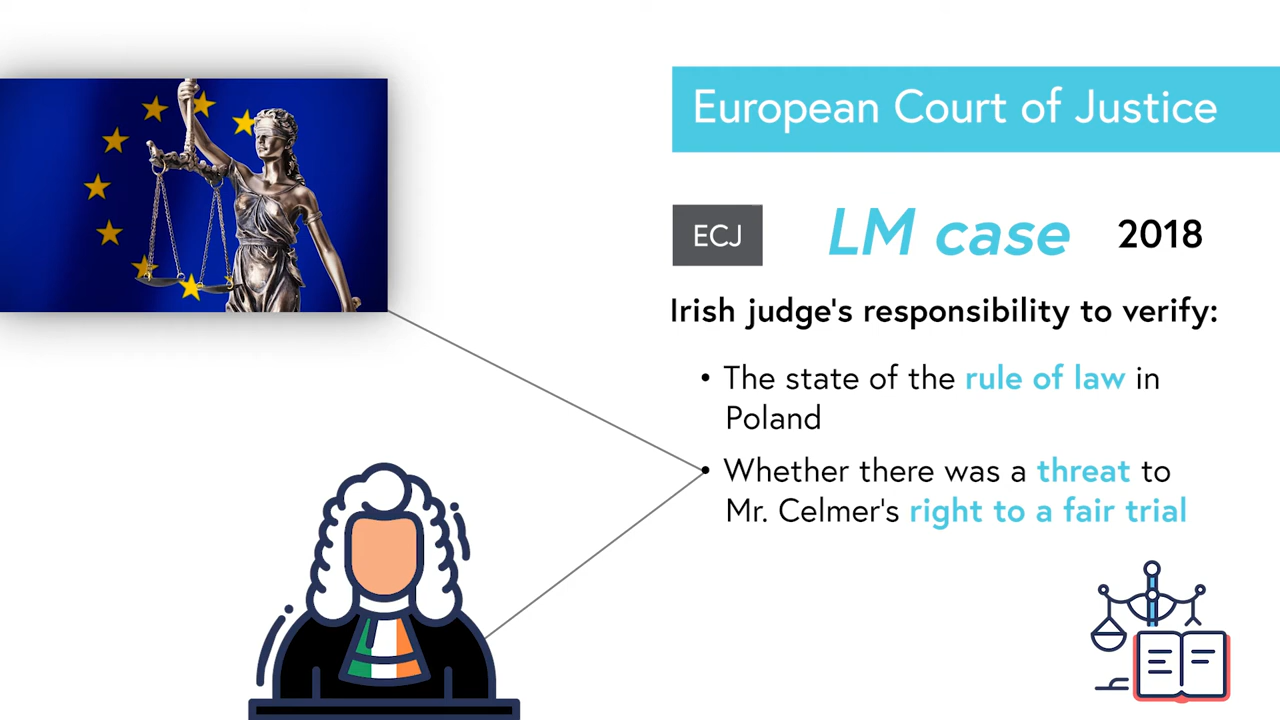 European Court of Justice
ECJ LM case 2018
Irish judge's responsibility to verify:
• The state of the rule of law in
Poland
• Whether there was a threat to
Mr. Celmer's right to a fair trial